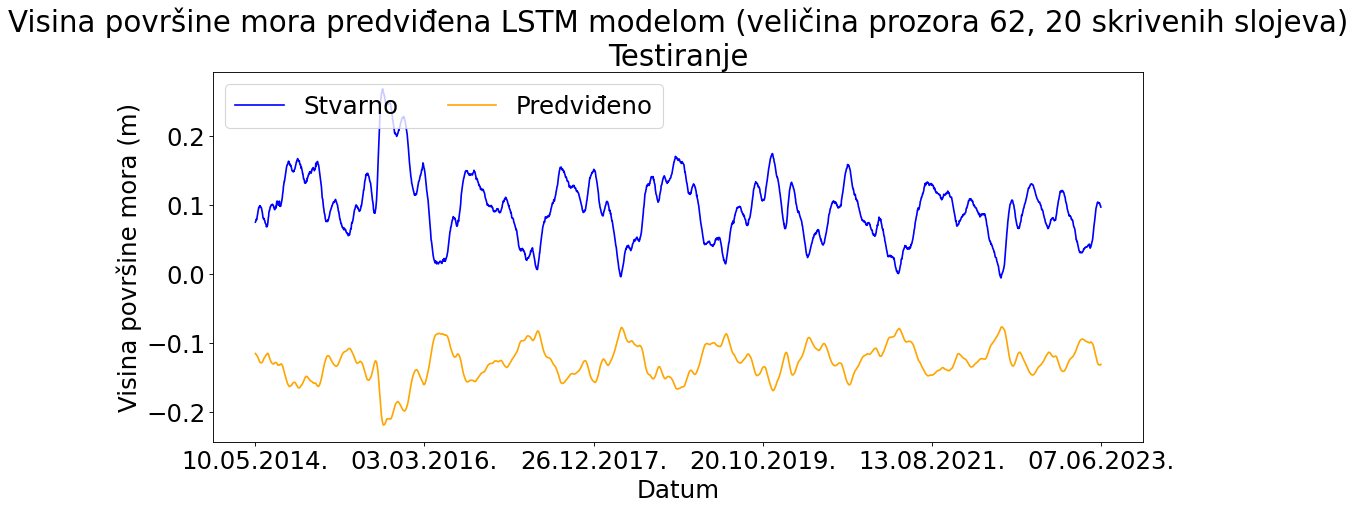 Visina površine mora predviđena LSTM modelom (veličina prozora 62, 20 skrivenih slojeva)
Testiranje
Stvarno
Predviđeno
Visina površine mora (m)
0.2
0.1
0.0
−0.1
−0.2
10.05.2014.
03.03.2016.
26.12.2017.
20.10.2019.
13.08.2021.
07.06.2023.
Datum